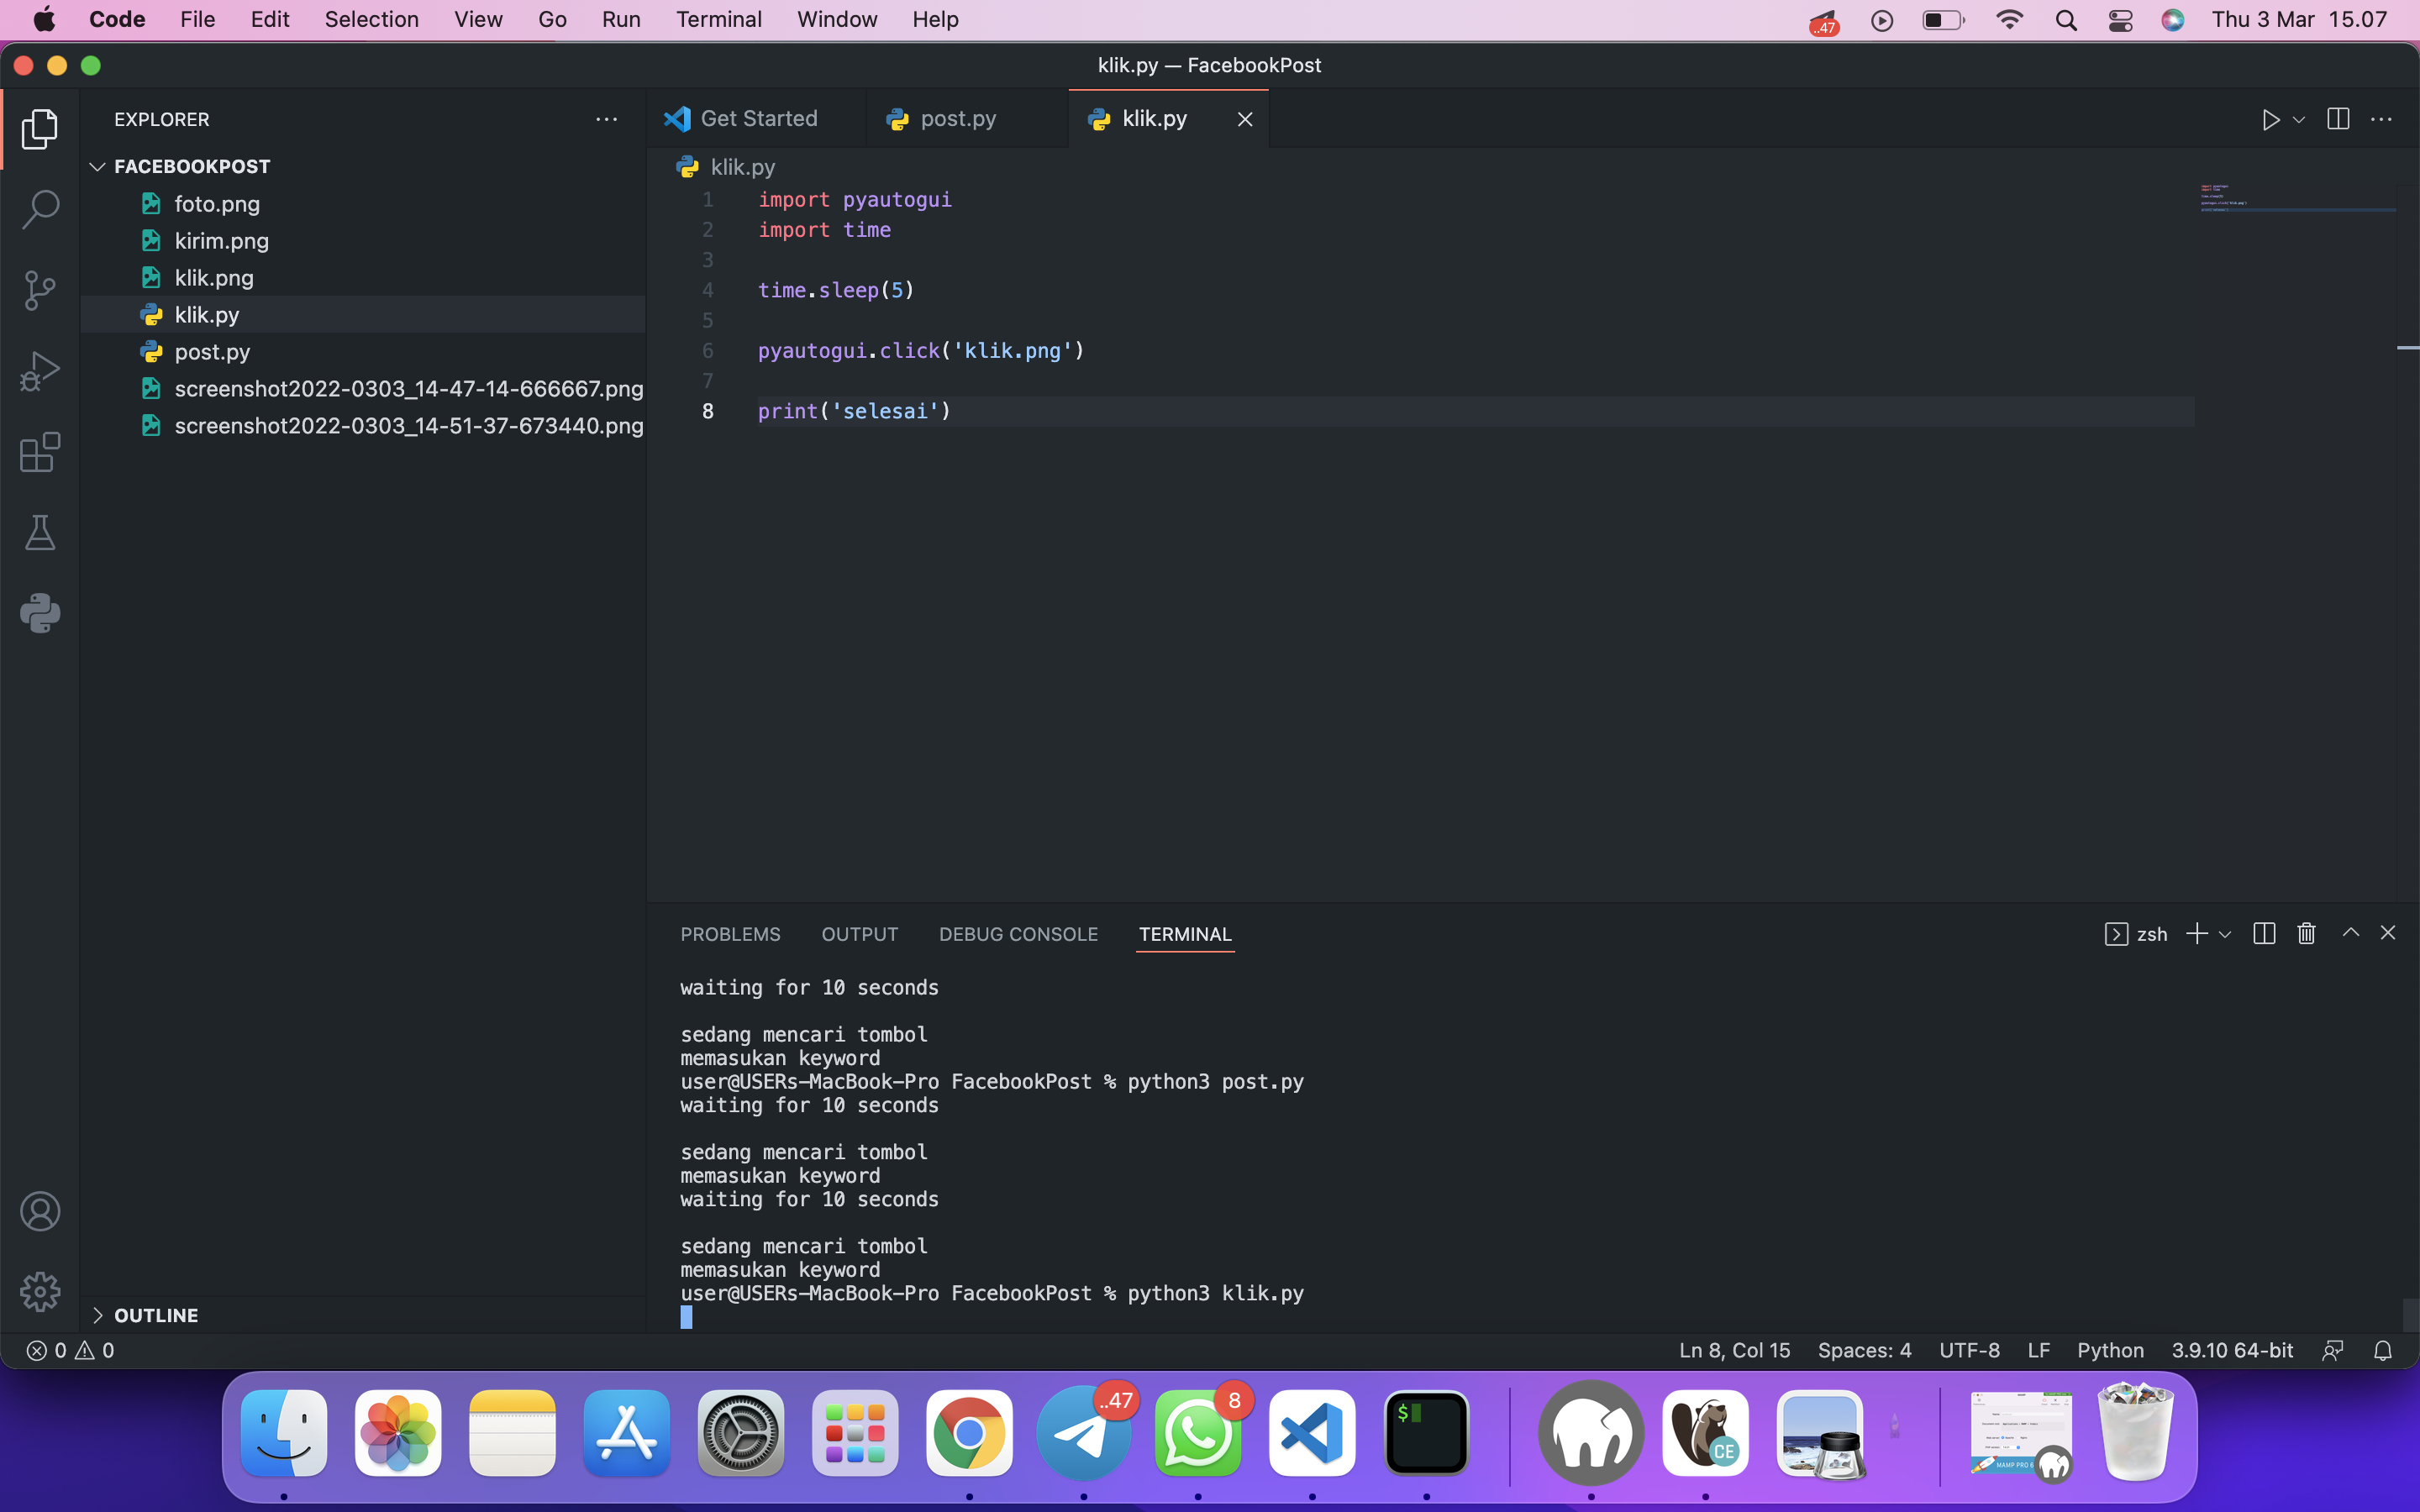 Code File Edit Selection View Go Run Terminal Window Help ..47 Thu 3 Mar 15.07
klik.py — FacebookPost
EXPLORER
Get Started post.py klik.py
FACEBOOKPOST
foto.png
kirim.png
klik.png
klik.py
post.py
screenshot2022-0303_14-47-14-666667.png
screenshot2022-0303_14-51-37-673440.png
klik.py
1 import pyautogui
2 import time
3
4 time.sleep(5)
5
6 pyautogui.click('klik.png')
7
8 print('selesai')
PROBLEMS OUTPUT DEBUG CONSOLE TERMINAL zsh
waiting for 10 seconds
sedang mencari tombol
memasukan keyword
user@USERs-MacBook-Pro FacebookPost % python3 post.py
waiting for 10 seconds
sedang mencari tombol
memasukan keyword
waiting for 10 seconds
sedang mencari tombol
memasukan keyword
user@USERs-MacBook-Pro FacebookPost % python3 klik.py
OUTLINE
0 0 Ln 8, Col 15 Spaces: 4 UTF-8 LF Python 3.9.10 64-bit
..47 8 $ CE
MAMP PRO